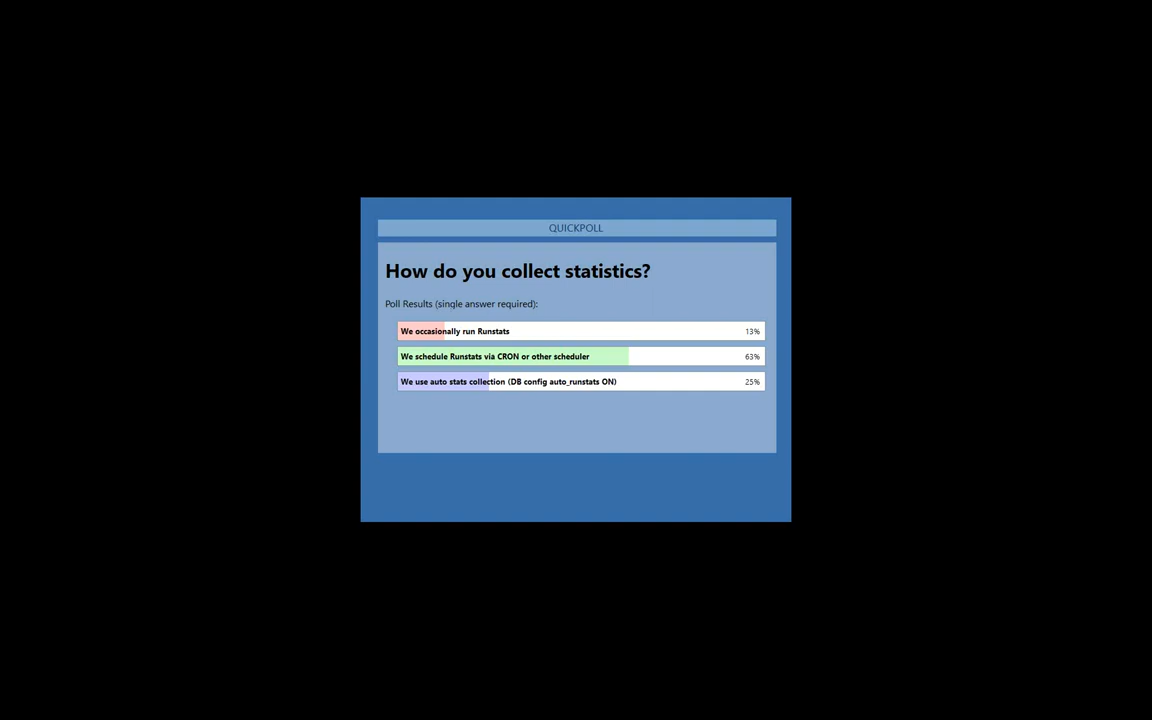 QUICKPOLL
How do you collect statistics?
Poll Results (single answer required):
We occasionally run Runstats 13%
We schedule Runstats via CRON or other scheduler 63%
We use auto stats collection (DB config auto_runstats ON) 25%